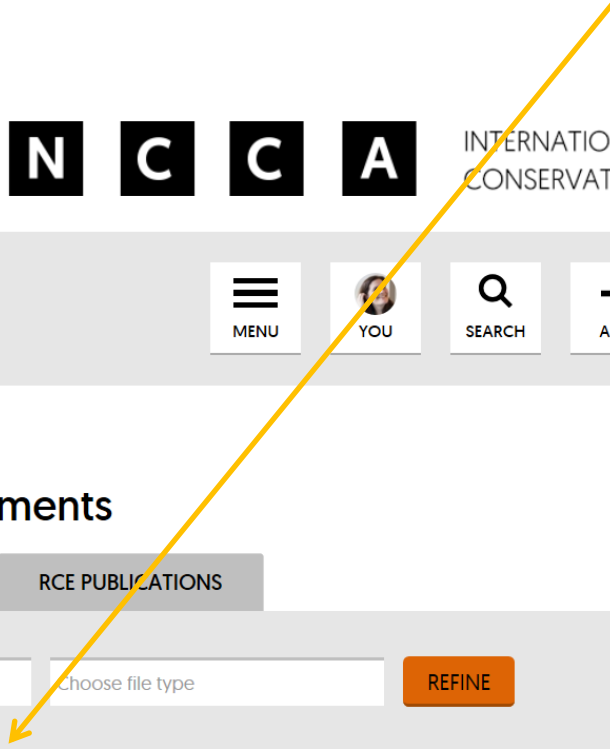 N C C A
INTERNATIO
CONSERVAT
MENU YOU SEARCH A
ments
RCE PUBLICATIONS
Choose file type REFINE